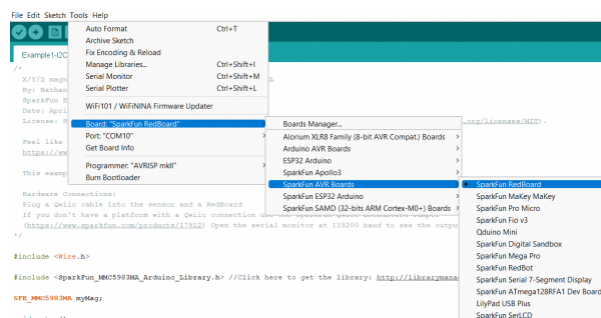 File Edit Sketch Tools Help
Auto Format Ctrl+T
Archive Sketch
Fix Encoding & Reload
Manage Libraries... Ctrl+Shift+I
Serial Monitor Ctrl+Shift+M
Serial Plotter Ctrl+Shift+L
WiFi101 / WiFiNINA Firmware Updater
Board: "SparkFun RedBoard"
Port: "COM10"
Get Board Info
Programmer: "AVRISP mkII"
Burn Bootloader
Boards Manager...
Alorium XLR8 Family (8-bit AVR Compat.) Boards
Arduino AVR Boards
ESP32 Arduino
SparkFun Apollo3
SparkFun AVR Boards
SparkFun ESP32 Arduino
SparkFun SAMD (32-bits ARM Cortex-M0+) Boards
SparkFun RedBoard
SparkFun MaKey MaKey
SparkFun Pro Micro
SparkFun Fio v3
Qduino Mini
SparkFun Digital Sandbox
SparkFun Mega Pro
SparkFun RedBot
SparkFun Serial 7-Segment Display
SparkFun ATmega128RFA1 Dev Board
LilyPad USB Plus
SparkFun SerLCD
Example1-I2C
/*
X/Y/Z magn
By: Nathan
SparkFun E
Date: Apri
License: S .org/licenses/MIT).
Feel like
https://ww
This examp
Hardware Connections:
Plug a Qwiic cable into the sensor and a RedBoard
If you don't have a platform with a Qwiic connection
(https://www.sparkfun.com/products/17912) Open the serial monitor at 115200 baud to see the outpu
*/
#include <Wire.h>
#include <SparkFun_MMC5983MA_Arduino_Library.h> //Click here to get the library: http://librarymana
SFE_MMC5983MA myMag;